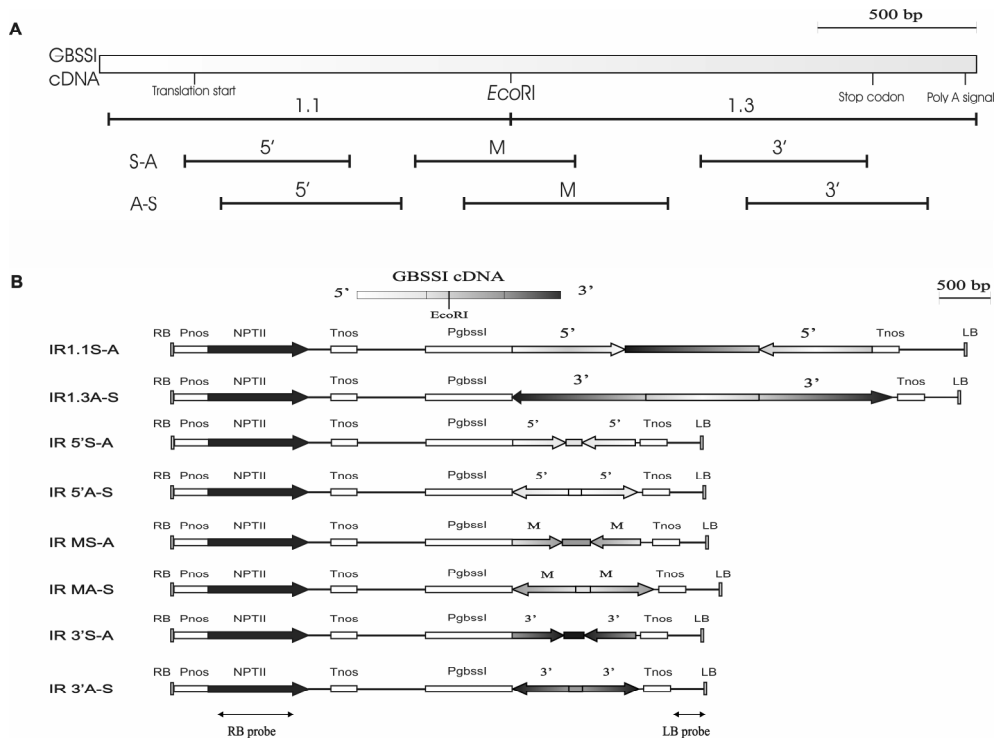 A
500 bp
GBSSI
cDNA
Translation start
EcoRI
Stop codon
Poly A signal
1.1
1.3
S-A
5'
M
3'
A-S
5'
M
3'
B
GBSSI cDNA
500 bp
5' 3'
EcoRI
RB Pnos NPTII Tnos PgbssI 5' 5' Tnos LB
IR1.1S-A
RB Pnos NPTII Tnos PgbssI 3' 3' Tnos LB
IR1.3A-S
RB Pnos NPTII Tnos PgbssI 5' 5' Tnos LB
IR 5'S-A
RB Pnos NPTII Tnos PgbssI 5' 5' Tnos LB
IR 5'A-S
RB Pnos NPTII Tnos PgbssI M M Tnos LB
IR MS-A
RB Pnos NPTII Tnos PgbssI M M Tnos LB
IR MA-S
RB Pnos NPTII Tnos PgbssI 3' 3' Tnos LB
IR 3'S-A
RB Pnos NPTII Tnos PgbssI 3' 3' Tnos LB
IR 3'A-S
RB probe LB probe